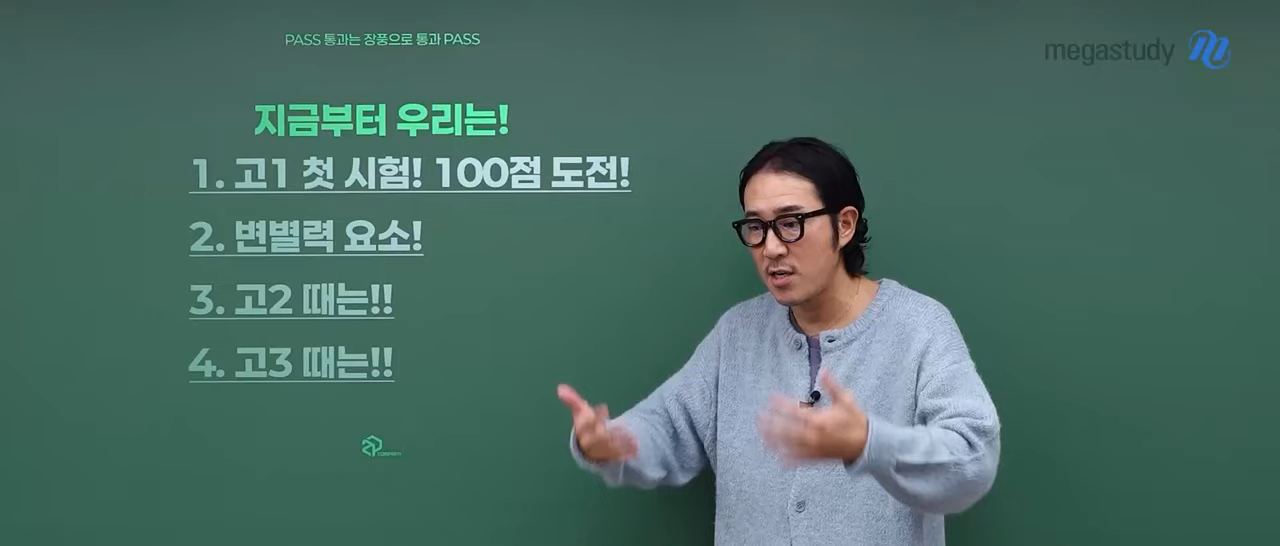 PASS 통과는 장풍으로 통과 PASS
megastudy
지금부터 우리는!
1. 고1 첫 시험! 100점 도전!
2. 변별력 요소!
3. 고2 때는!!
4. 고3 때는!!